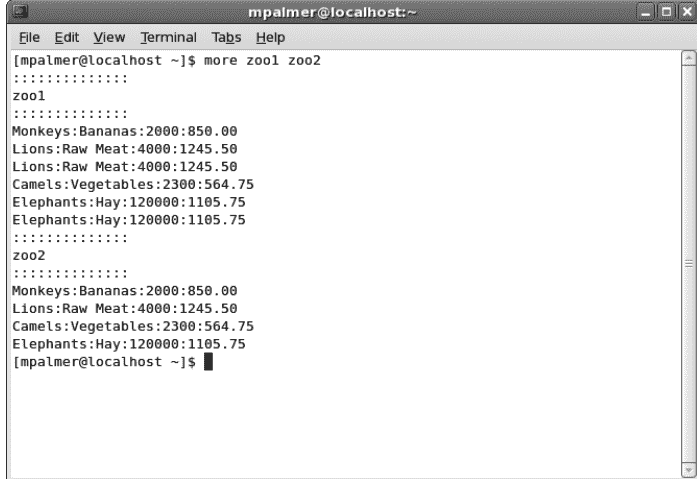 mpalmer@localhost:~
File Edit View Terminal Tabs Help
[mpalmer@localhost ~]$ more zoo1 zoo2
::::::::::::::
zoo1
::::::::::::::
Monkeys:Bananas:2000:850.00
Lions:Raw Meat:4000:1245.50
Lions:Raw Meat:4000:1245.50
Camels:Vegetables:2300:564.75
Elephants:Hay:120000:1105.75
Elephants:Hay:120000:1105.75
::::::::::::::
zoo2
::::::::::::::
Monkeys:Bananas:2000:850.00
Lions:Raw Meat:4000:1245.50
Camels:Vegetables:2300:564.75
Elephants:Hay:120000:1105.75
[mpalmer@localhost ~]$